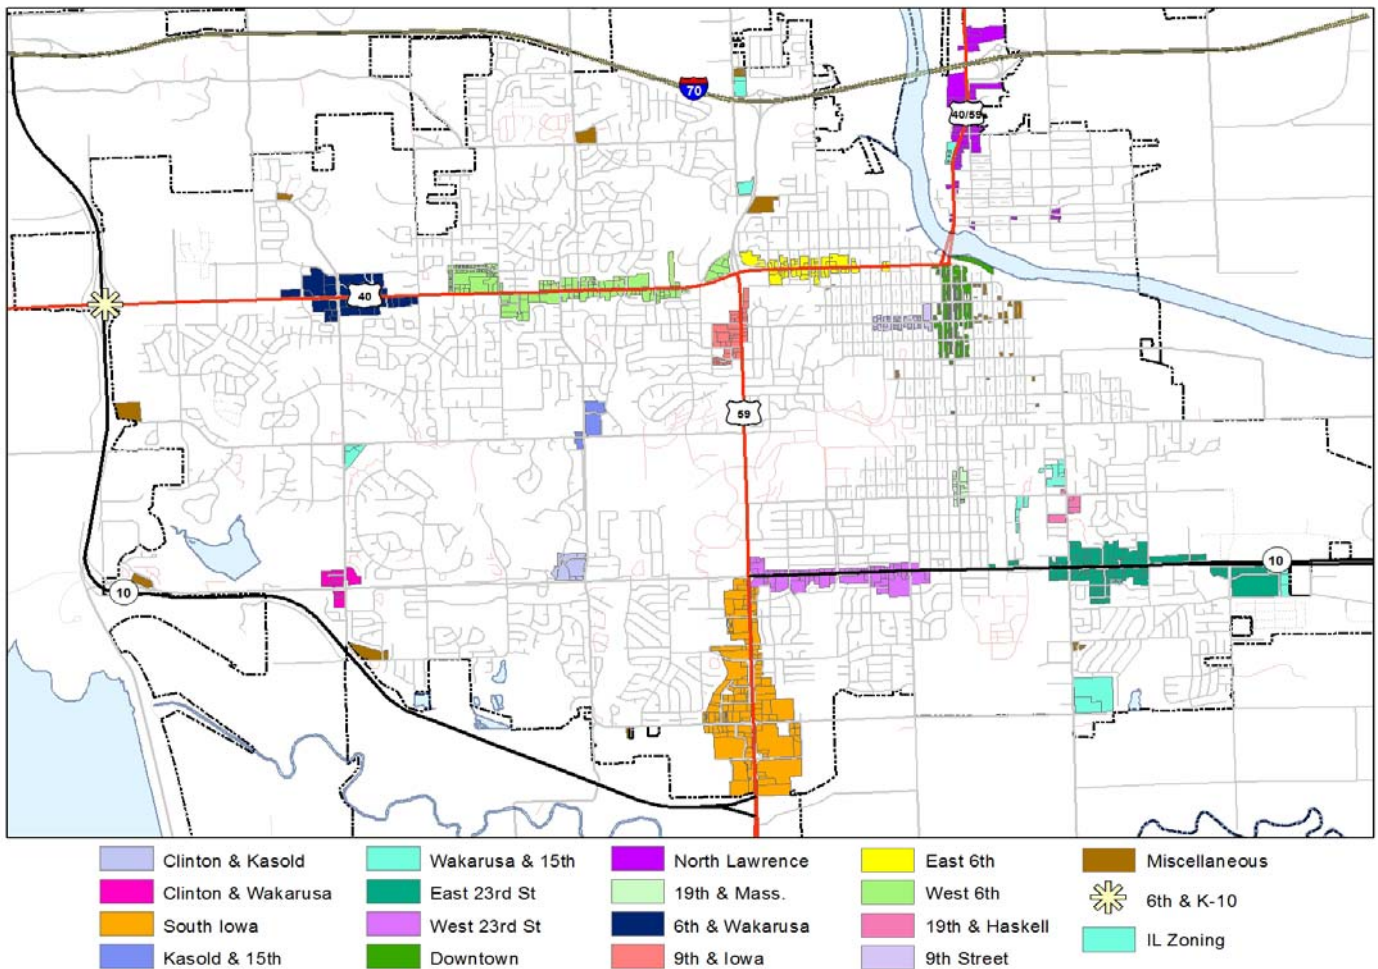 70
40/59
40
59
10
10
Clinton & Kasold
Wakarusa & 15th
North Lawrence
East 6th
Miscellaneous
Clinton & Wakarusa
East 23rd St
19th & Mass.
West 6th
6th & K-10
South Iowa
West 23rd St
6th & Wakarusa
19th & Haskell
IL Zoning
Kasold & 15th
Downtown
9th & Iowa
9th Street